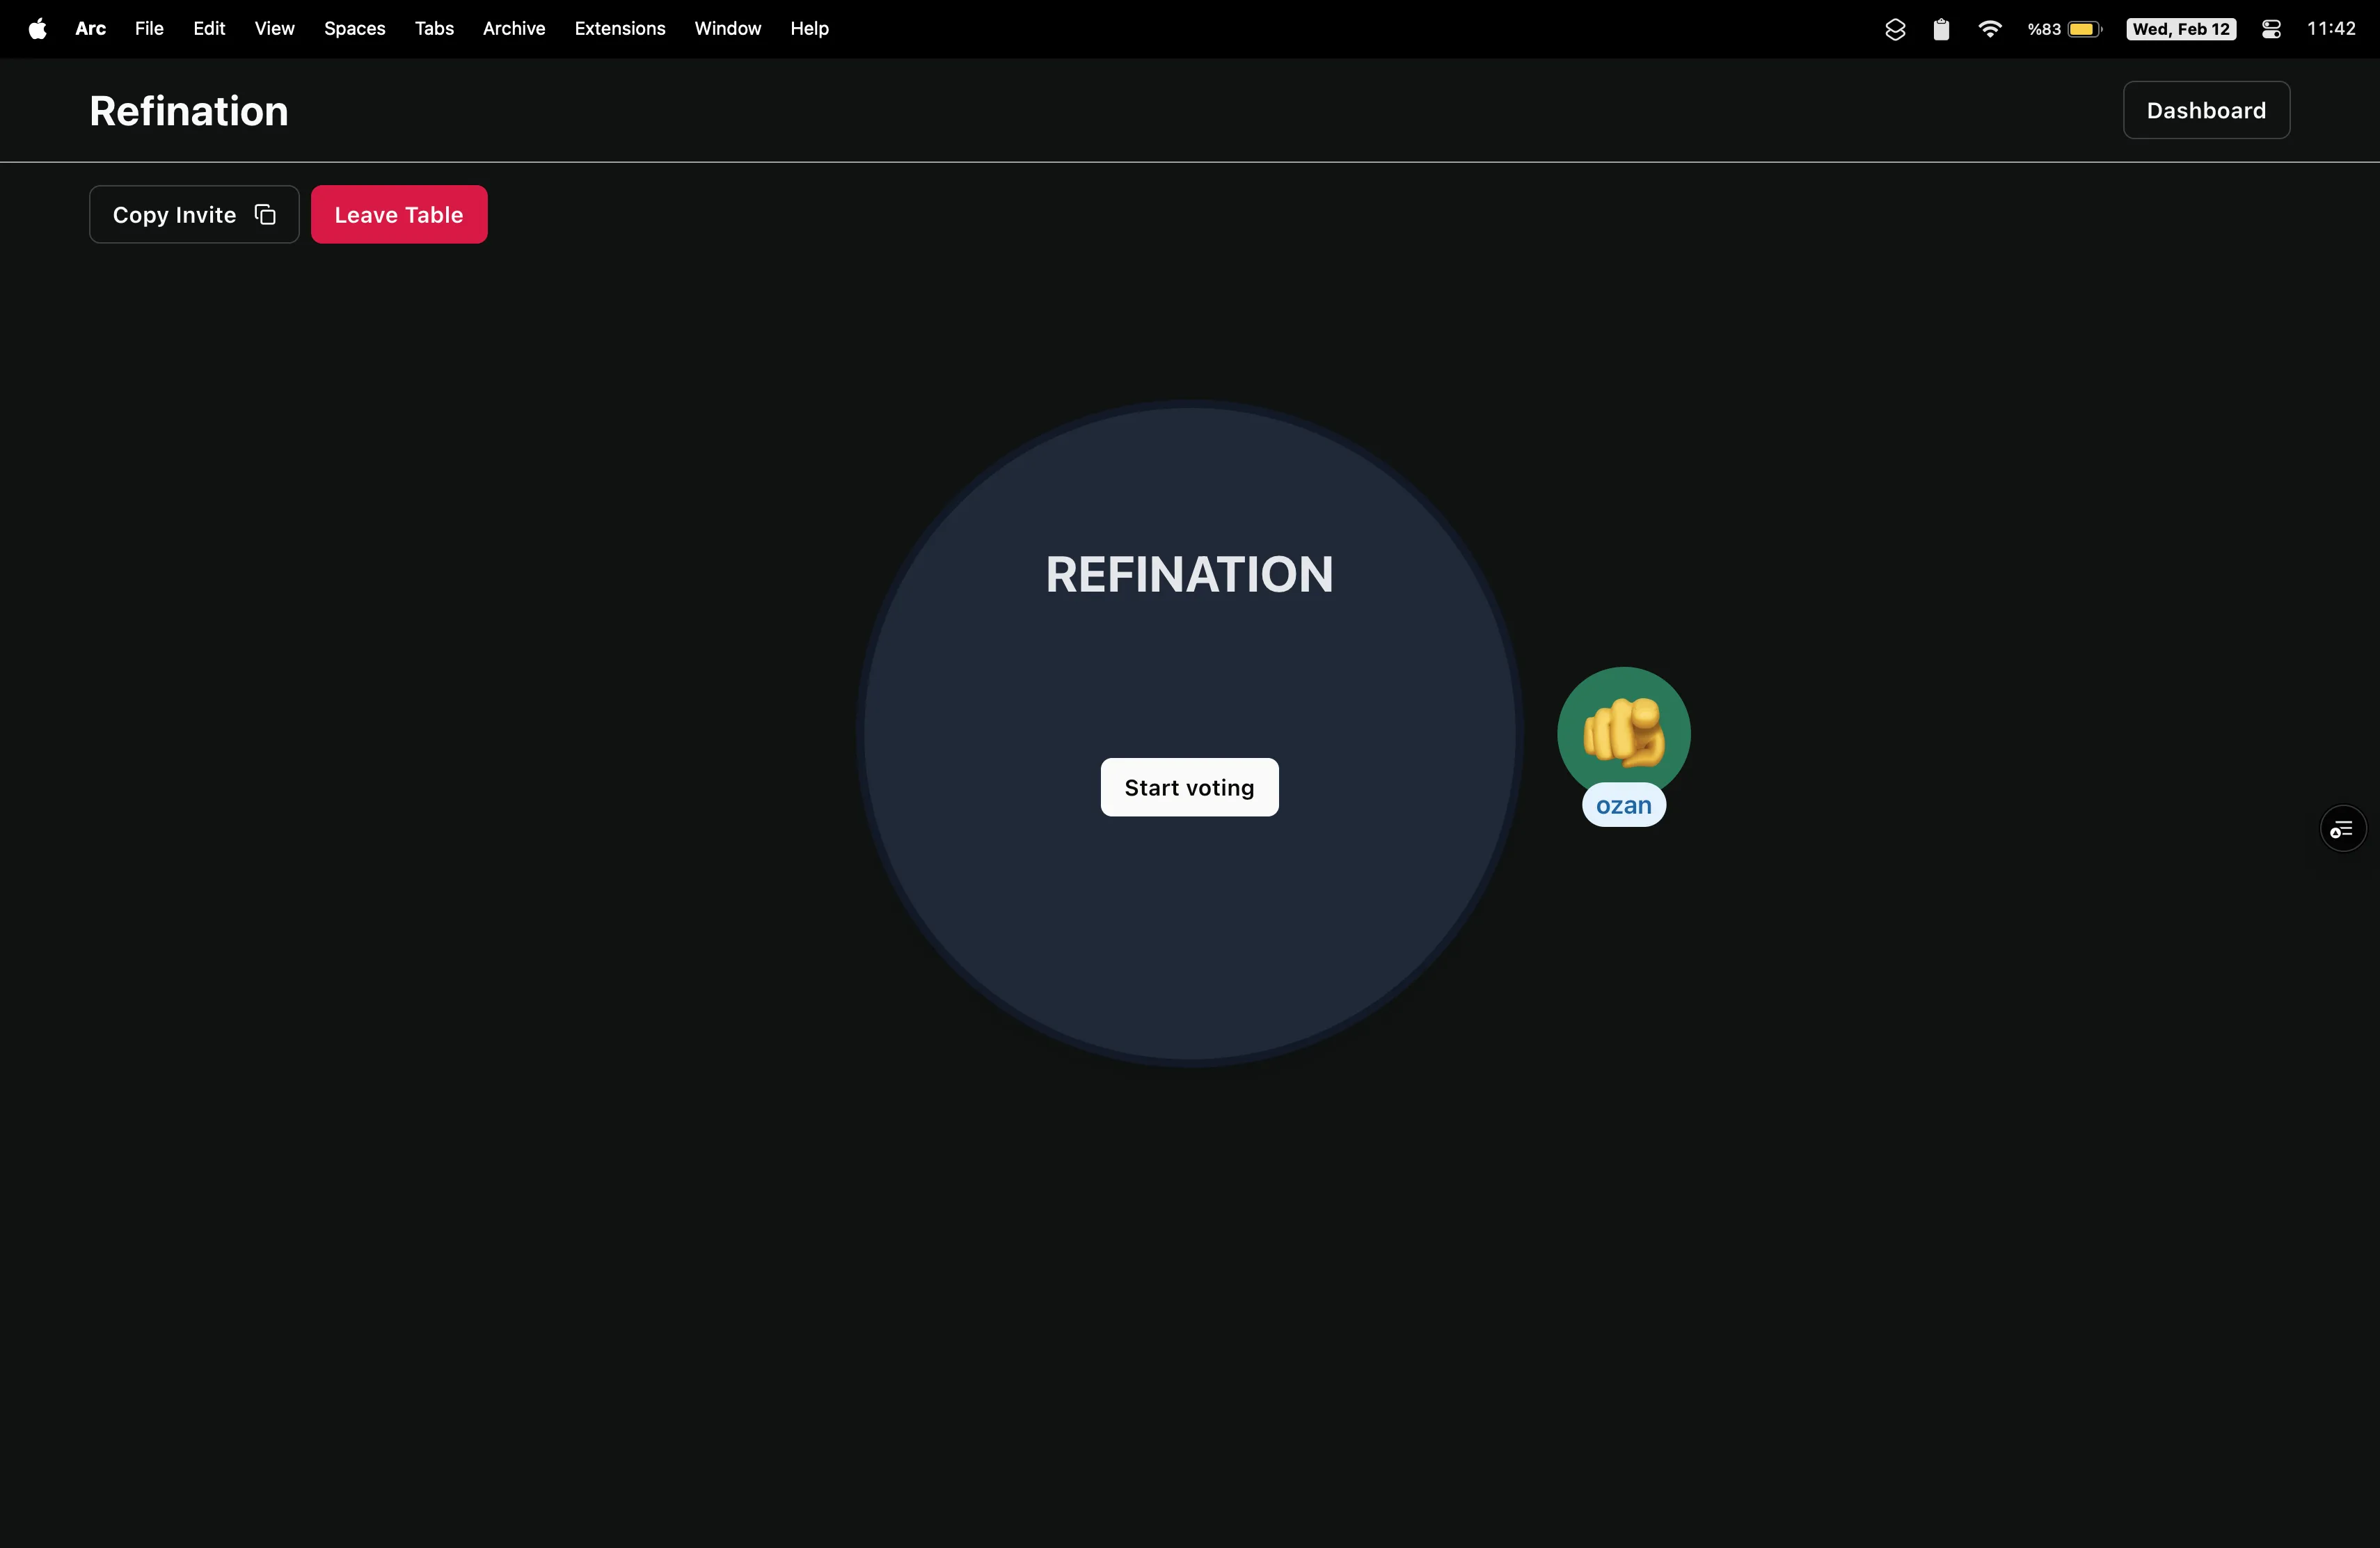 Arc File Edit View Spaces Tabs Archive Extensions Window Help %83 Wed, Feb 12 11:42
Refination Dashboard
Copy Invite Leave Table
REFINATION
Start voting
ozan